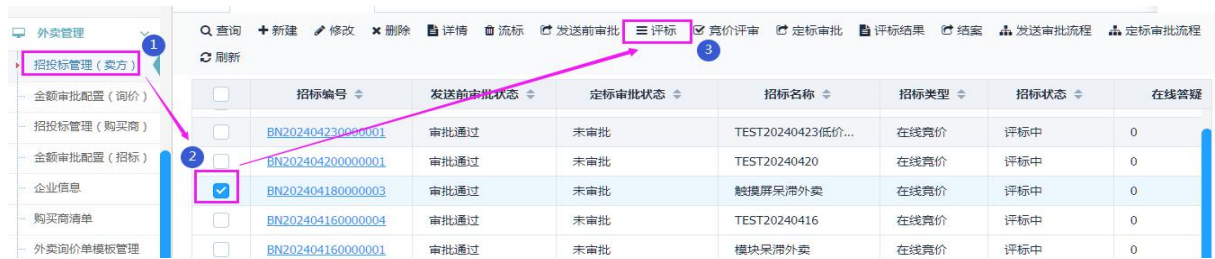 外卖管理
1
招投标管理（卖方）
金额审批配置（询价）
招投标管理（购买商）
金额审批配置（招标）
企业信息
购买商清单
外卖询价单模板管理
查询 新建 修改 删除 详情 流标 发送前审批 评标 竞价评审 定标审批 评标结果 结案 发送审批流程 定标审批流程
3
刷新
招标编号 发送前审批状态 定标审批状态 招标名称 招标类型 招标状态 在线答疑
BN202404230000001 审批通过 未审批 TEST20240423低价... 在线竞价 评标中 0
2
BN202404200000001 审批通过 未审批 TEST20240420 在线竞价 评标中 0
BN202404180000003 审批通过 未审批 触摸屏呆滞外卖 在线竞价 评标中 0
BN202404160000004 审批通过 未审批 TEST20240416 在线竞价 评标中 0
BN202404160000001 审批通过 未审批 模块呆滞外卖 在线竞价 评标中 0